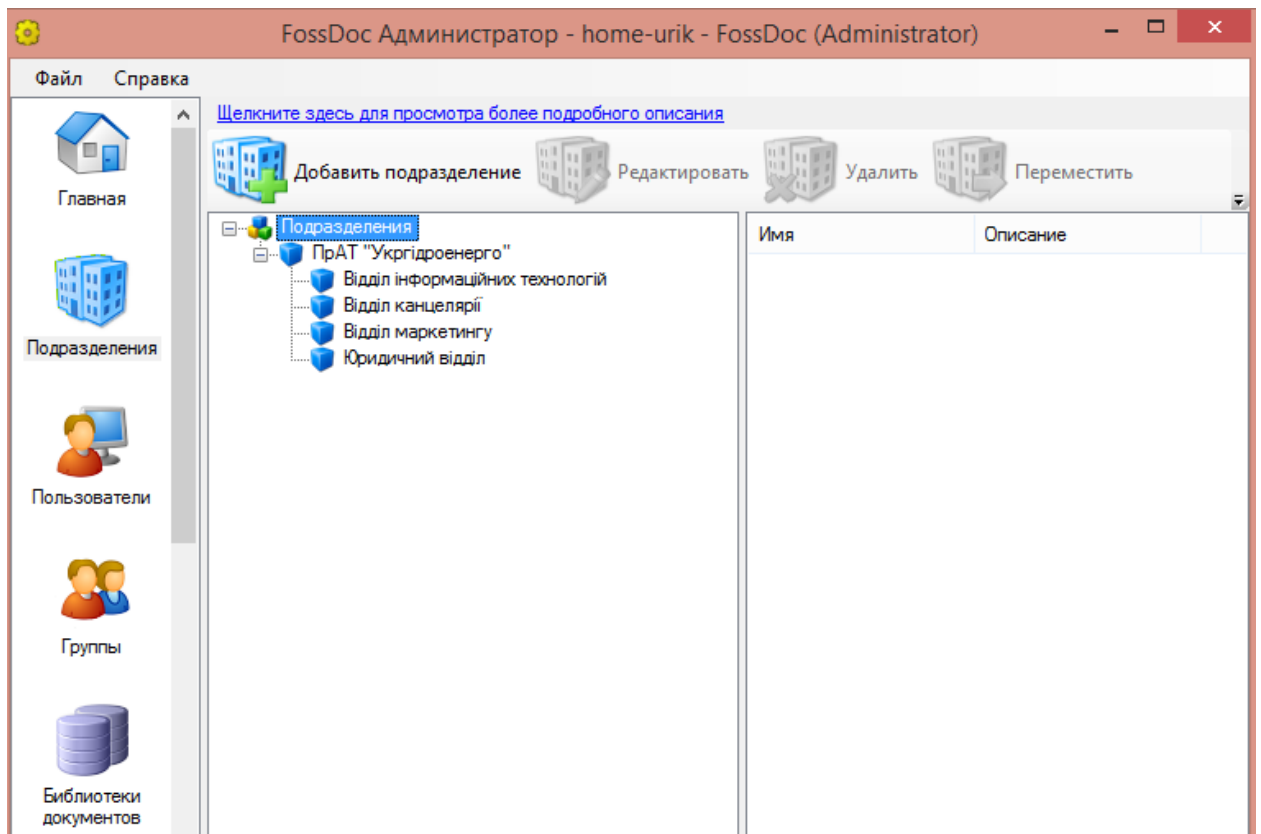 FossDoc Администратор - home-urik - FossDoc (Administrator)
Файл Справка
Щелкните здесь для просмотра более подробного описания
Добавить подразделение Редактировать Удалить Переместить
Главная
Подразделения
Пользователи
Группы
Библиотеки
документов
Подразделения
ПрАТ "Укргідроенерго"
Відділ інформаційних технологій
Відділ канцелярії
Відділ маркетингу
Юридичний відділ
Имя Описание